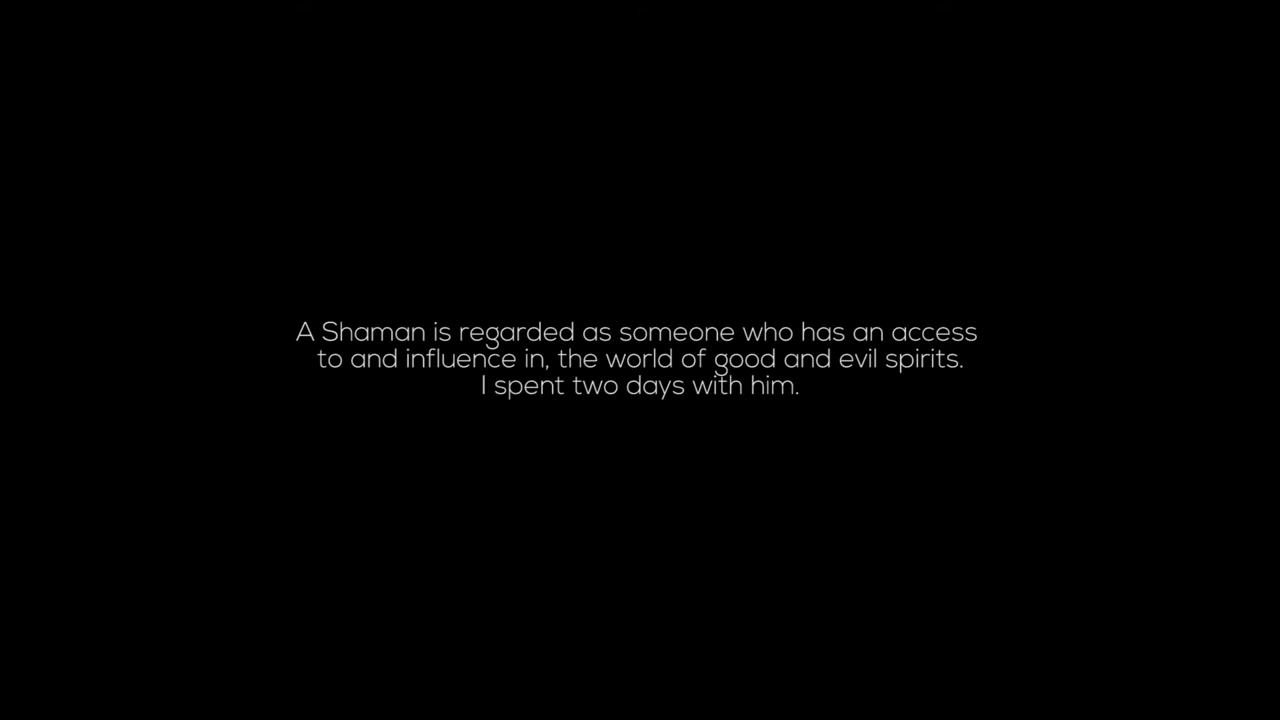 A Shaman is regarded as someone who has an access
to and influence in, the world of good and evil spirits.
I spent two days with him.